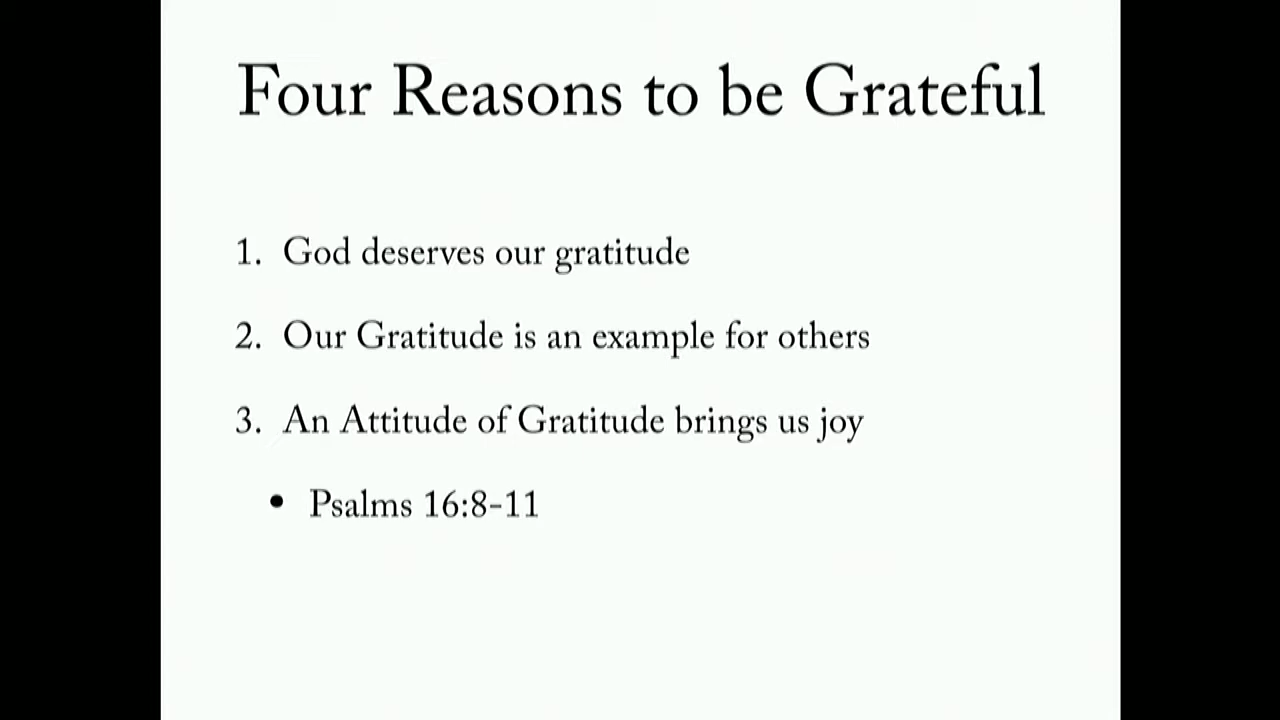 Four Reasons to be Grateful
1. God deserves our gratitude
2. Our Gratitude is an example for others
3. An Attitude of Gratitude brings us joy
• Psalms 16:8-11